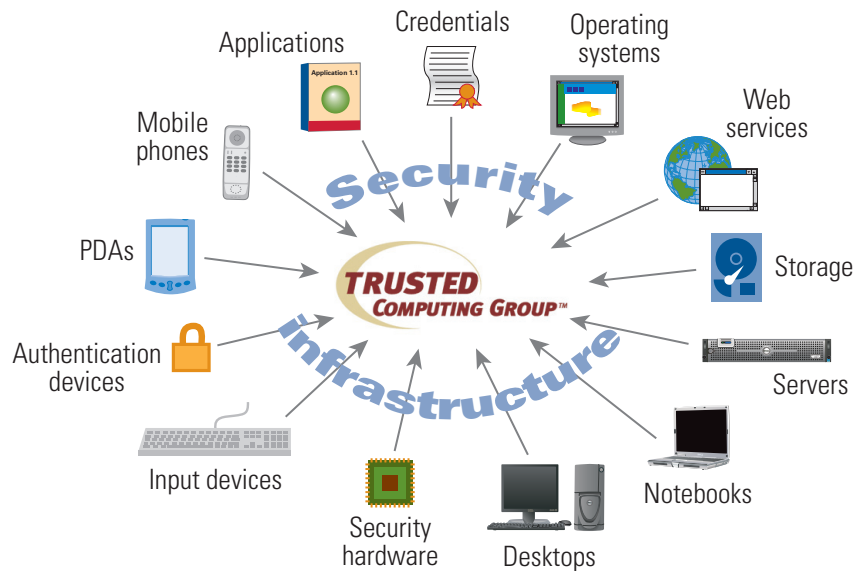 Credentials
Applications
Operating
systems
Application 1.1
Web
services
Mobile
phones
Security
PDAs
Storage
TRUSTED
COMPUTING GROUP™
Authentication
devices
infrastructure
Servers
Input devices
Notebooks
Security
hardware
Desktops